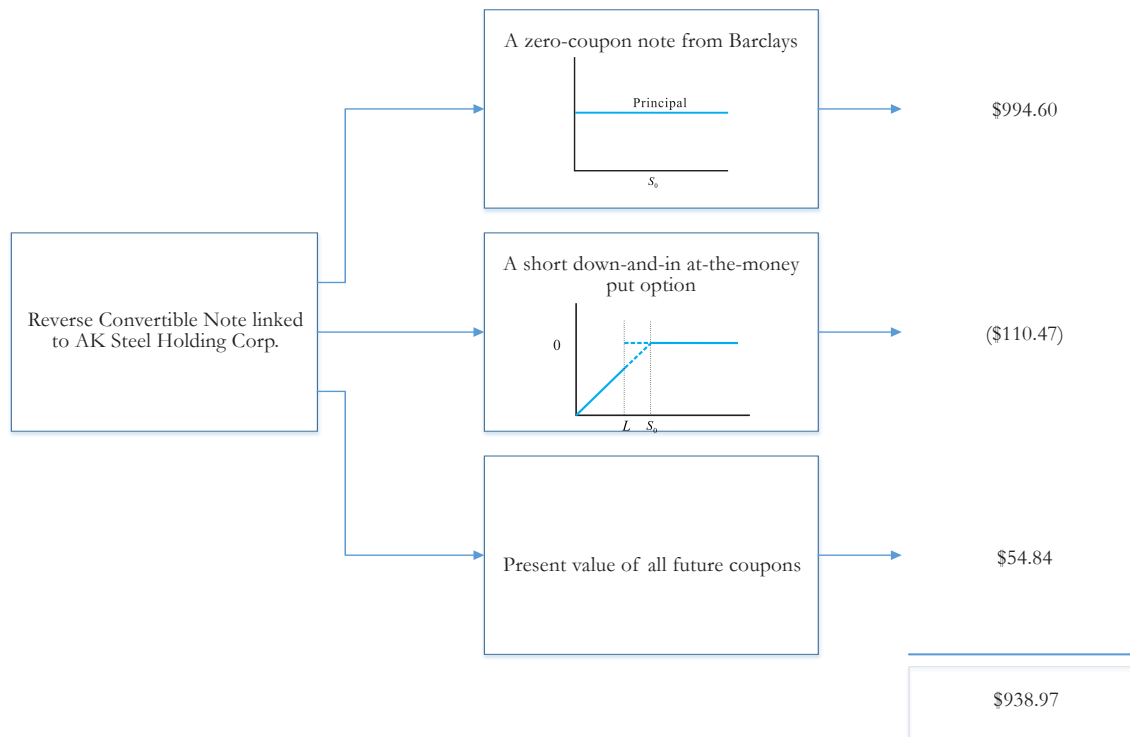 Reverse Convertible Note linked
to AK Steel Holding Corp.
A zero-coupon note from Barclays
Principal
S₀
$994.60
A short down-and-in at-the-money
put option
0
L S₀
($110.47)
Present value of all future coupons
$54.84
$938.97